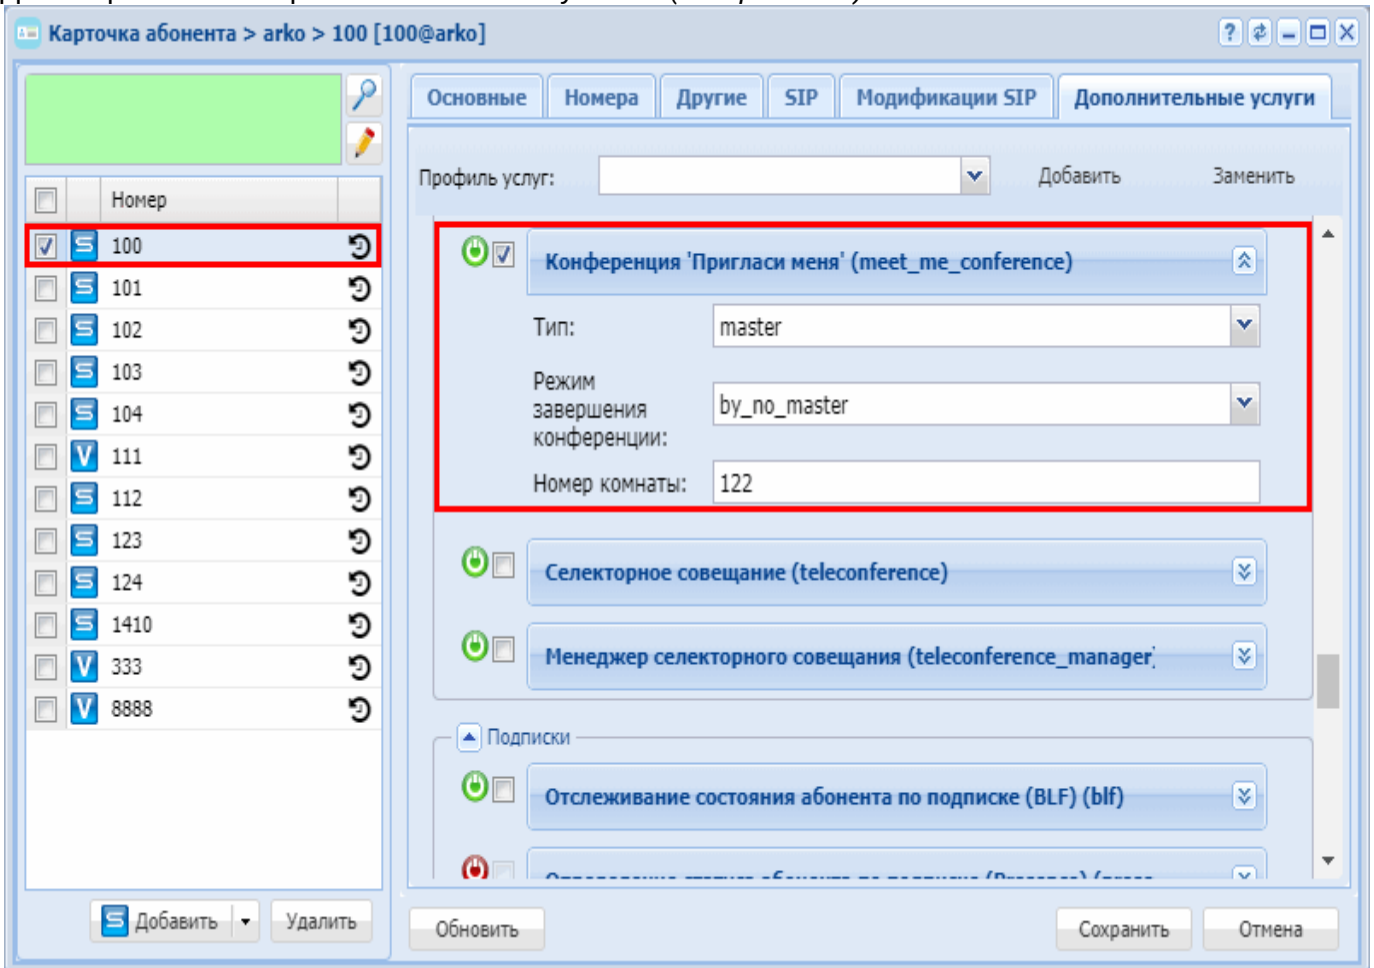 Карточка абонента > arko > 100 [100@arko]
Основные
Номера
Другие
SIP
Модификации SIP
Дополнительные услуги
Профиль услуг:
Добавить
Заменить
Номер
100
101
102
103
104
111
112
123
124
1410
333
8888
Добавить
Удалить
Конференция 'Пригласи меня' (meet_me_conference)
Тип:
master
Режим
завершения
конференции:
by_no_master
Номер комнаты:
122
Селекторное совещание (teleconference)
Менеджер селекторного совещания (teleconference_manager)
Подписки
Отслеживание состояния абонента по подписке (BLF) (blf)
Обновить
Сохранить
Отмена